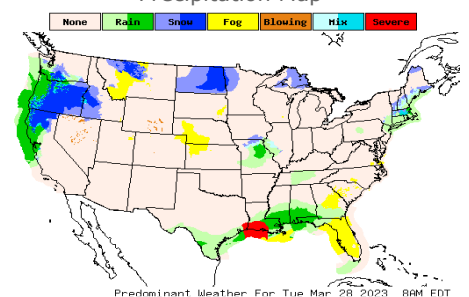 Precipitation Map
None Rain Snow Fog Blowing Mix Severe
Predominant Weather For Tue Mar 28 2023 8AM EDT